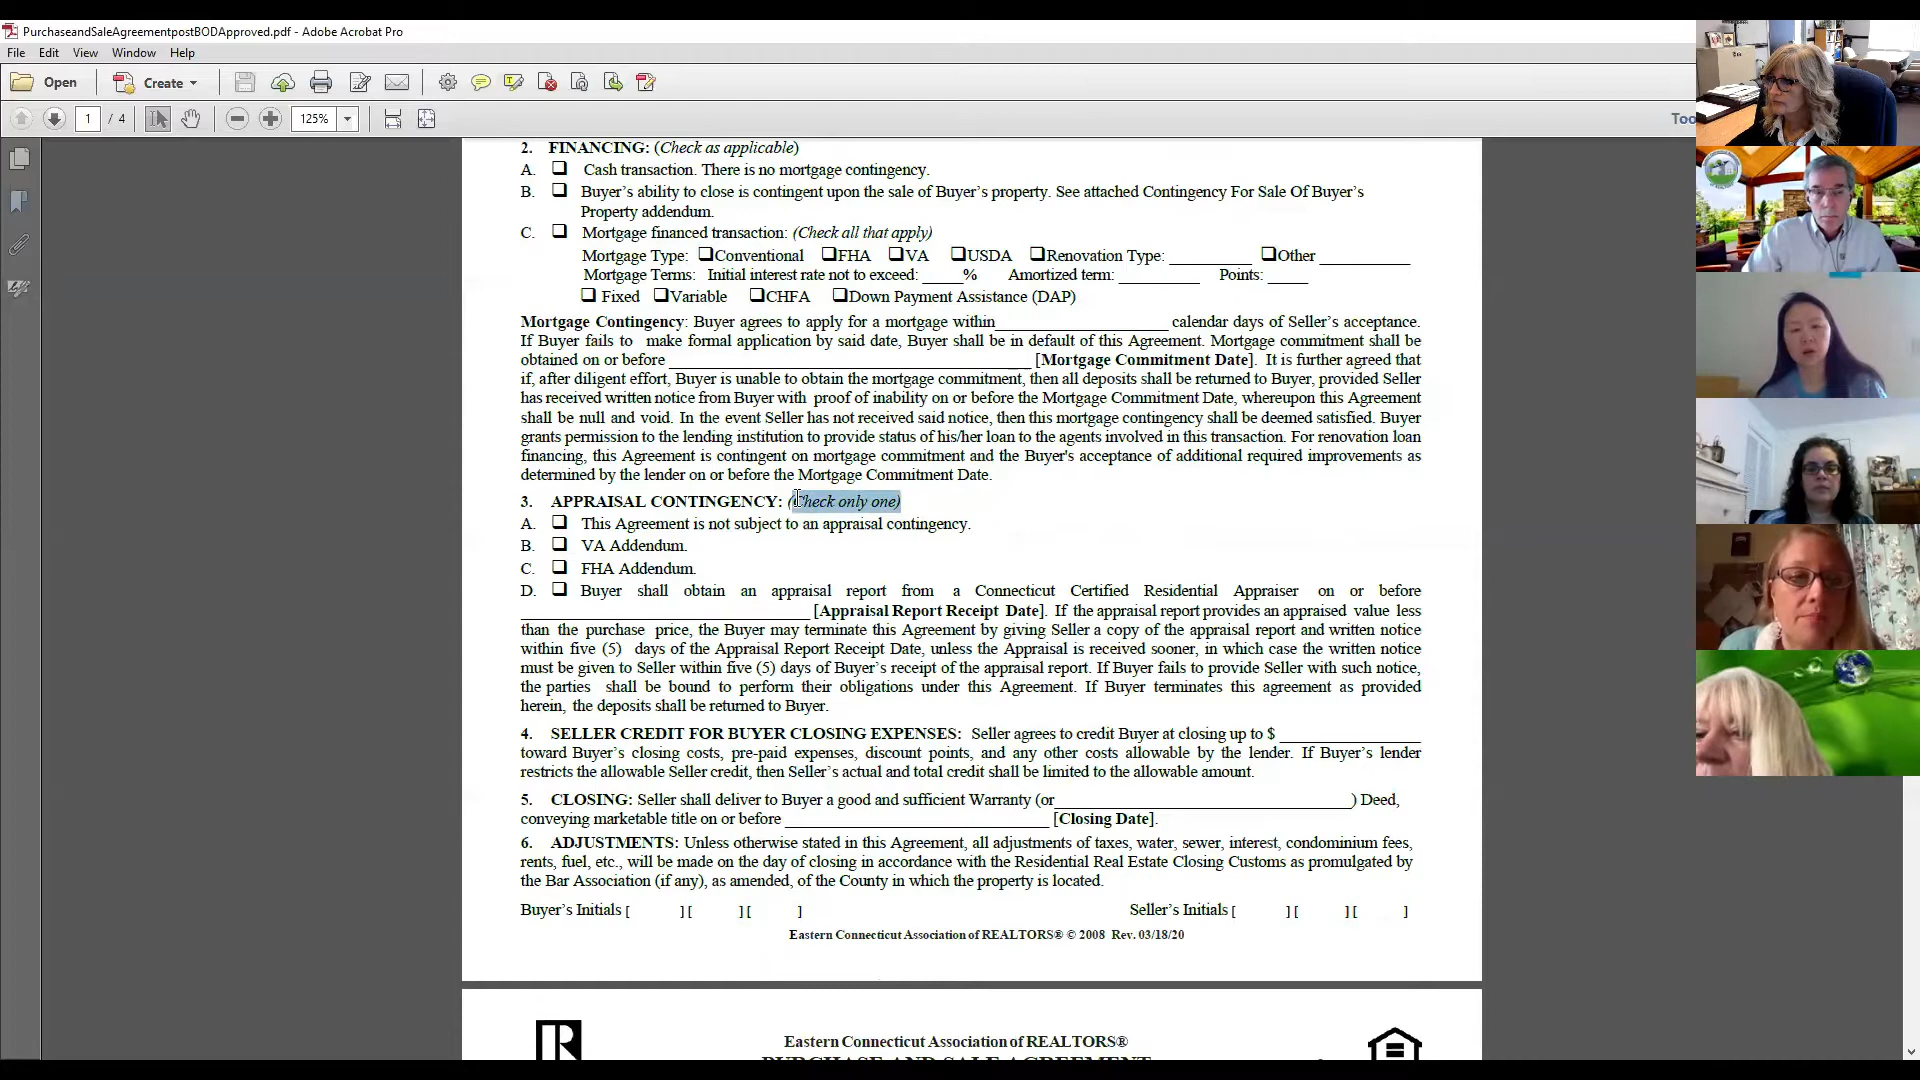 PurchaseandSaleAgreementpostBODApproved.pdf - Adobe Acrobat Pro
File Edit View Window Help
Open Create
1 / 4 125% Too
2. FINANCING: (Check as applicable)
A. Cash transaction. There is no mortgage contingency.
B. Buyer's ability to close is contingent upon the sale of Buyer's property. See attached Contingency For Sale Of Buyer's
Property addendum.
C. Mortgage financed transaction: (Check all that apply)
Mortgage Type: Conventional FHA VA USDA Renovation Type: __________ Other ___________
Mortgage Terms: Initial interest rate not to exceed: _____% Amortized term: __________ Points: _____
Fixed Variable CHFA Down Payment Assistance (DAP)
Mortgage Contingency: Buyer agrees to apply for a mortgage within_____________________ calendar days of Seller's acceptance.
If Buyer fails to make formal application by said date, Buyer shall be in default of this Agreement. Mortgage commitment shall be
obtained on or before ____________________________________________ [Mortgage Commitment Date]. It is further agreed that
if, after diligent effort, Buyer is unable to obtain the mortgage commitment, then all deposits shall be returned to Buyer, provided Seller
has received written notice from Buyer with proof of inability on or before the Mortgage Commitment Date, whereupon this Agreement
shall be null and void. In the event Seller has not received said notice, then this mortgage contingency shall be deemed satisfied. Buyer
grants permission to the lending institution to provide status of his/her loan to the agents involved in this transaction. For renovation loan
financing, this Agreement is contingent on mortgage commitment and the Buyer's acceptance of additional required improvements as
determined by the lender on or before the Mortgage Commitment Date.
3. APPRAISAL CONTINGENCY: (Check only one)
A. This Agreement is not subject to an appraisal contingency.
B. VA Addendum.
C. FHA Addendum.
D. Buyer shall obtain an appraisal report from a Connecticut Certified Residential Appraiser on or before
___________________________________ [Appraisal Report Receipt Date]. If the appraisal report provides an appraised value less
than the purchase price, the Buyer may terminate this Agreement by giving Seller a copy of the appraisal report and written notice
within five (5) days of the Appraisal Report Receipt Date, unless the Appraisal is received sooner, in which case the written notice
must be given to Seller within five (5) days of Buyer's receipt of the appraisal report. If Buyer fails to provide Seller with such notice,
the parties shall be bound to perform their obligations under this Agreement. If Buyer terminates this agreement as provided
herein, the deposits shall be returned to Buyer.
4. SELLER CREDIT FOR BUYER CLOSING EXPENSES: Seller agrees to credit Buyer at closing up to $ _________________
toward Buyer's closing costs, pre-paid expenses, discount points, and any other costs allowable by the lender. If Buyer's lender
restricts the allowable Seller credit, then Seller's actual and total credit shall be limited to the allowable amount.
5. CLOSING: Seller shall deliver to Buyer a good and sufficient Warranty (or____________________________________) Deed,
conveying marketable title on or before ________________________________ [Closing Date].
6. ADJUSTMENTS: Unless otherwise stated in this Agreement, all adjustments of taxes, water, sewer, interest, condominium fees,
rents, fuel, etc., will be made on the day of closing in accordance with the Residential Real Estate Closing Customs as promulgated by
the Bar Association (if any), as amended, of the County in which the property is located.
Buyer's Initials [ ] [ ] [ ] Seller's Initials [ ] [ ] [ ]
Eastern Connecticut Association of REALTORS® © 2008 Rev. 03/18/20
R
Eastern Connecticut Association of REALTORS®
PURCHASE AND SALE AGREEMENT